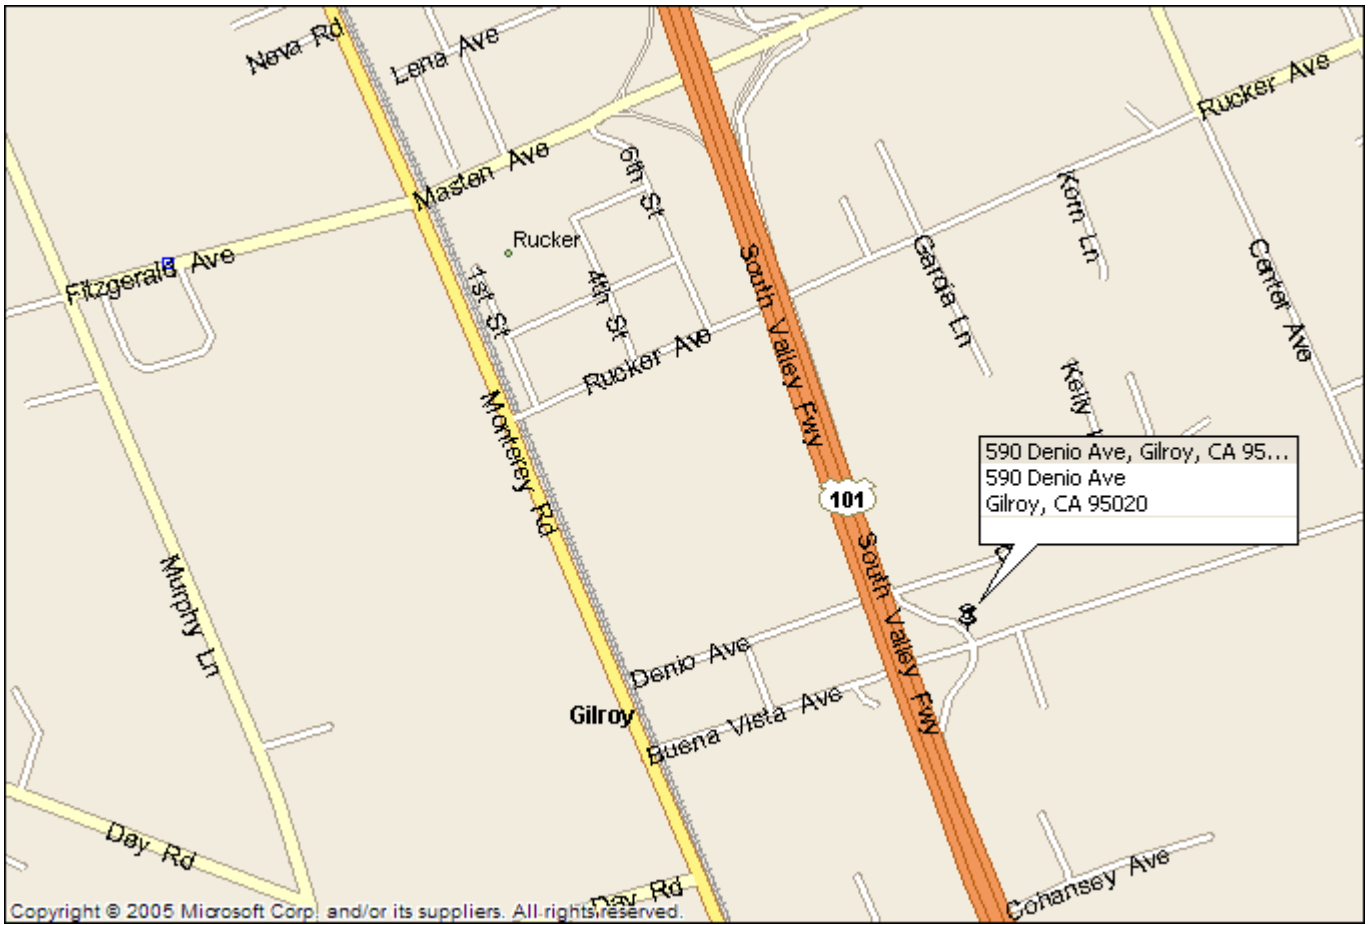 Neva Rd
Lena Ave
Rucker Ave
Masten Ave
6th St
Korn Ln
Rucker
Fitzgerald Ave
1st St
4th St
South Valley Fwy
Garcia Ln
Canter Ave
Rucker Ave
Kelly
Monterey Rd
590 Denio Ave, Gilroy, CA 95...
590 Denio Ave
Gilroy, CA 95020
101
South Valley Fwy
Murphy Ln
Denio Ave
Gilroy
Buena Vista Ave
Day Rd
Day Rd
Cohansey Ave
Copyright © 2005 Microsoft Corp. and/or its suppliers. All rights reserved.